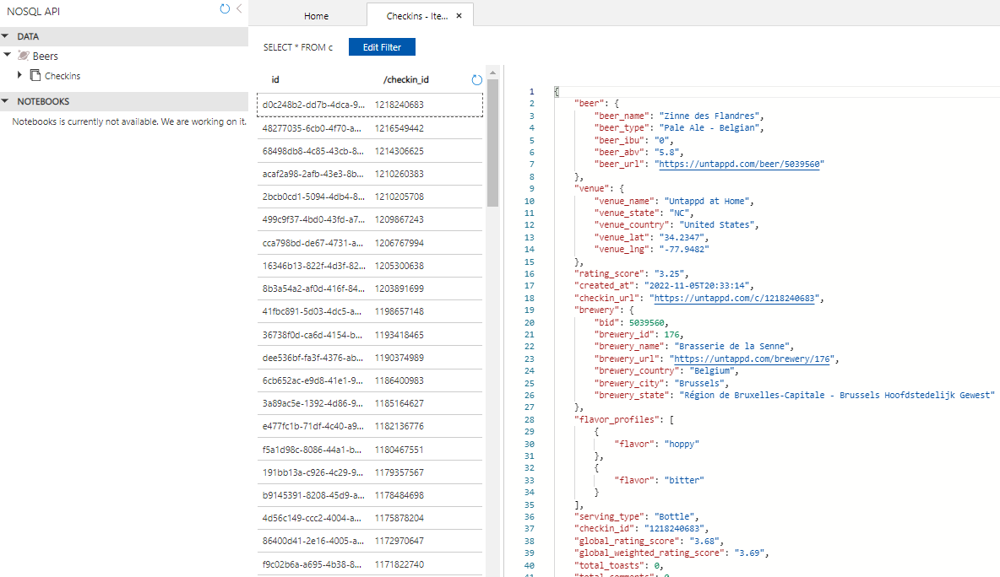 NOSQL API
DATA
Beers
Checkins
NOTEBOOKS
Notebooks is currently not available. We are working on it.
Home
Checkins - Ite...
SELECT * FROM c
Edit Filter
id /checkin_id
d0c248b2-dd7b-4dca-9... 1218240683
48277035-6cb0-4f70-a... 1216549442
68498db8-4c85-43cb-8... 1214306625
acaf2a98-2afb-43e3-8b... 1210260383
2bcb0cd1-5094-4db4-8... 1210205708
499c9f37-4bd0-43fd-a7... 1209867243
cca798bd-de67-4731-a... 1206767994
16346b13-822f-4d3f-82... 1205300638
8b3a54a2-af0d-416f-84... 1203891699
41fbc891-5d03-4dc5-a... 1198657148
36738f0d-ca6d-4154-b... 1193418465
dee536bf-fa3f-4376-ab... 1190374989
6cb652ac-e9d8-41e1-9... 1186400983
3a89ac5e-1392-4d86-9... 1185164627
e477fc1b-71df-4c40-a9... 1182136776
f5a1d98c-8086-44a1-b... 1180467551
191bb13a-c926-4c29-9... 1179357567
b9145391-8208-45d9-a... 1178484698
4d56c149-ccc2-4004-a... 1175878204
86400d41-2e16-4005-a... 1172970647
f9c02b6a-a695-4b38-8... 1171822740
1 {
2 "beer": {
3 "beer_name": "Zinne des Flandres",
4 "beer_type": "Pale Ale - Belgian",
5 "beer_ibu": "0",
6 "beer_abv": "5.8",
7 "beer_url": "https://untappd.com/beer/5039560"
8 },
9 "venue": {
10 "venue_name": "Untappd at Home",
11 "venue_state": "NC",
12 "venue_country": "United States",
13 "venue_lat": "34.2347",
14 "venue_lng": "-77.9482"
15 },
16 "rating_score": "3.25",
17 "created_at": "2022-11-05T20:33:14",
18 "checkin_url": "https://untappd.com/c/1218240683",
19 "brewery": {
20 "bid": 5039560,
21 "brewery_id": 176,
22 "brewery_name": "Brasserie de la Senne",
23 "brewery_url": "https://untappd.com/brewery/176",
24 "brewery_country": "Belgium",
25 "brewery_city": "Brussels",
26 "brewery_state": "Région de Bruxelles-Capitale - Brussels Hoofdstedelijk Gewest"
27 },
28 "flavor_profiles": [
29 {
30 "flavor": "hoppy"
31 },
32 {
33 "flavor": "bitter"
34 }
35 ],
36 "serving_type": "Bottle",
37 "checkin_id": "1218240683",
38 "global_rating_score": "3.68",
39 "global_weighted_rating_score": "3.69",
40 "total_toasts": 0,
41 "total_comments": 0